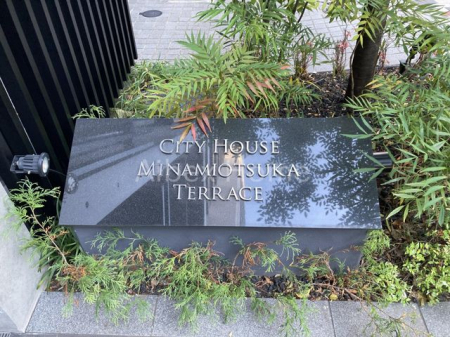 City House
Minamiotsuka
Terrace